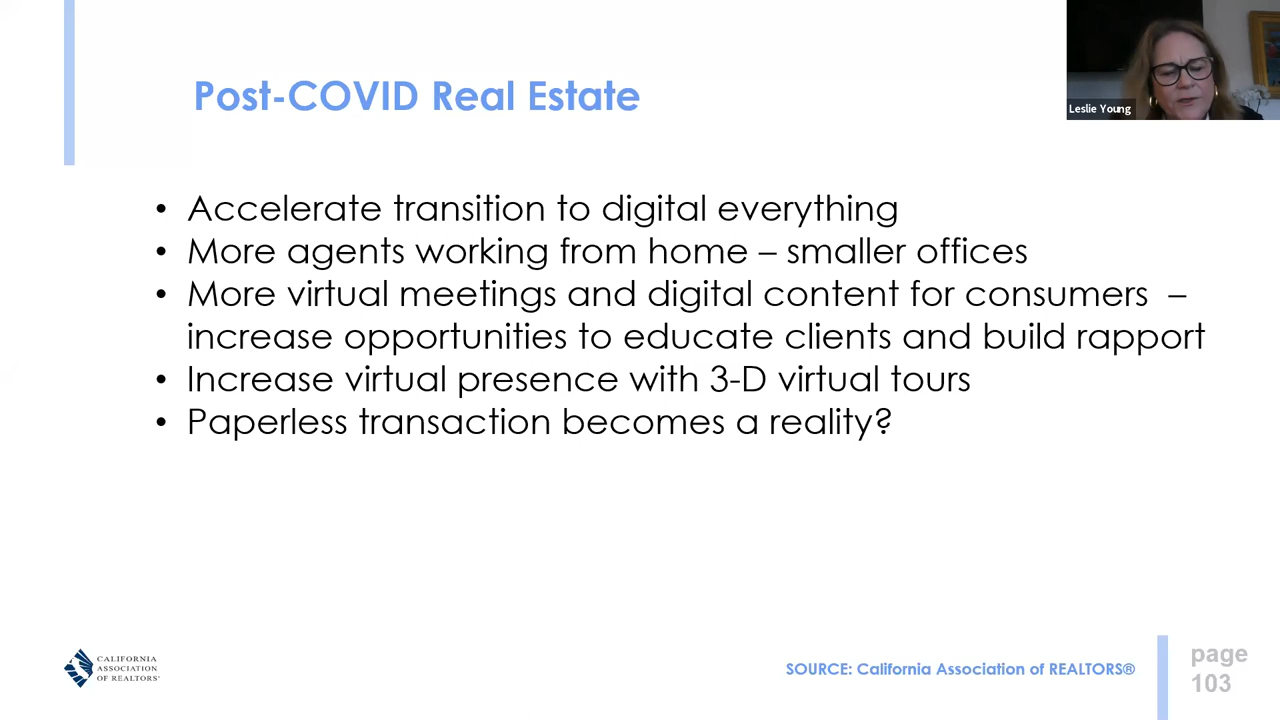 Post-COVID Real Estate
Leslie Young
• Accelerate transition to digital everything
• More agents working from home – smaller offices
• More virtual meetings and digital content for consumers –
increase opportunities to educate clients and build rapport
• Increase virtual presence with 3-D virtual tours
• Paperless transaction becomes a reality?
CALIFORNIA
ASSOCIATION
OF REALTORS®
SOURCE: California Association of REALTORS®
page
103